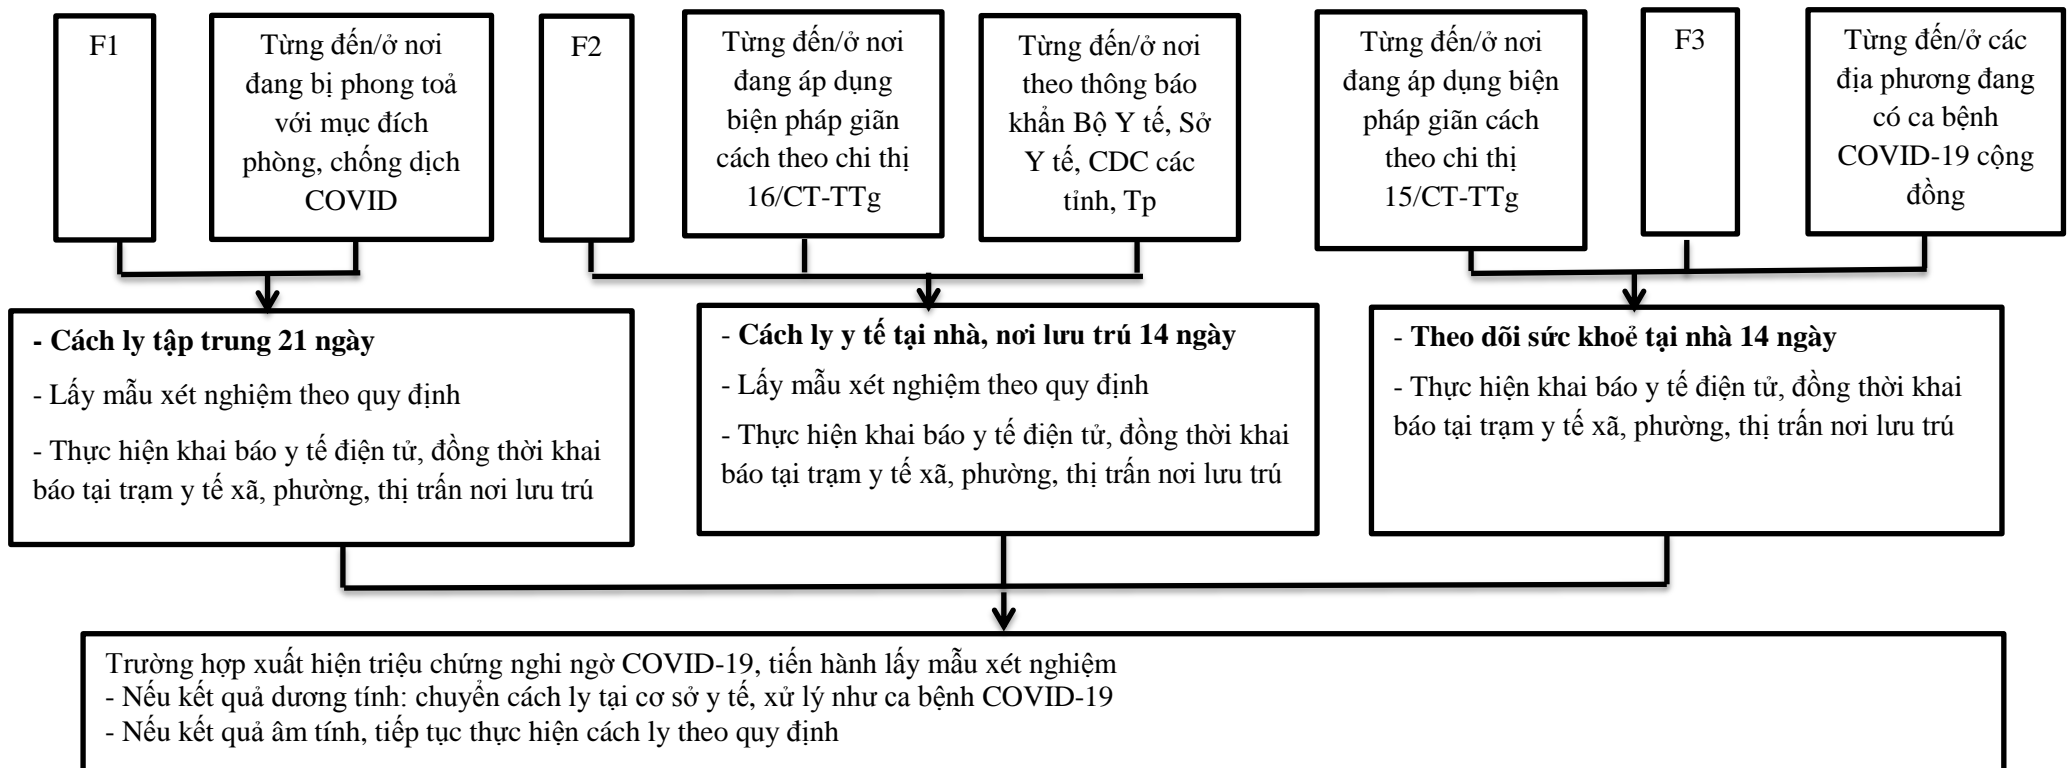 F1
Từng đến/ở nơi
đang bị phong toả
với mục đích
phòng, chống dịch
COVID
F2
Từng đến/ở nơi
đang áp dụng
biện pháp giãn
cách theo chi thị
16/CT-TTg
Từng đến/ở nơi
theo thông báo
khẩn Bộ Y tế, Sở
Y tế, CDC các
tỉnh, Tp
Từng đến/ở nơi
đang áp dụng biện
pháp giãn cách
theo chi thị
15/CT-TTg
F3
Từng đến/ở các
địa phương đang
có ca bệnh
COVID-19 cộng
đồng
- Cách ly tập trung 21 ngày
- Lấy mẫu xét nghiệm theo quy định
- Thực hiện khai báo y tế điện tử, đồng thời khai
báo tại trạm y tế xã, phường, thị trấn nơi lưu trú
- Cách ly y tế tại nhà, nơi lưu trú 14 ngày
- Lấy mẫu xét nghiệm theo quy định
- Thực hiện khai báo y tế điện tử, đồng thời khai
báo tại trạm y tế xã, phường, thị trấn nơi lưu trú
- Theo dõi sức khoẻ tại nhà 14 ngày
- Thực hiện khai báo y tế điện tử, đồng thời khai
báo tại trạm y tế xã, phường, thị trấn nơi lưu trú
Trường hợp xuất hiện triệu chứng nghi ngờ COVID-19, tiến hành lấy mẫu xét nghiệm
- Nếu kết quả dương tính: chuyển cách ly tại cơ sở y tế, xử lý như ca bệnh COVID-19
- Nếu kết quả âm tính, tiếp tục thực hiện cách ly theo quy định